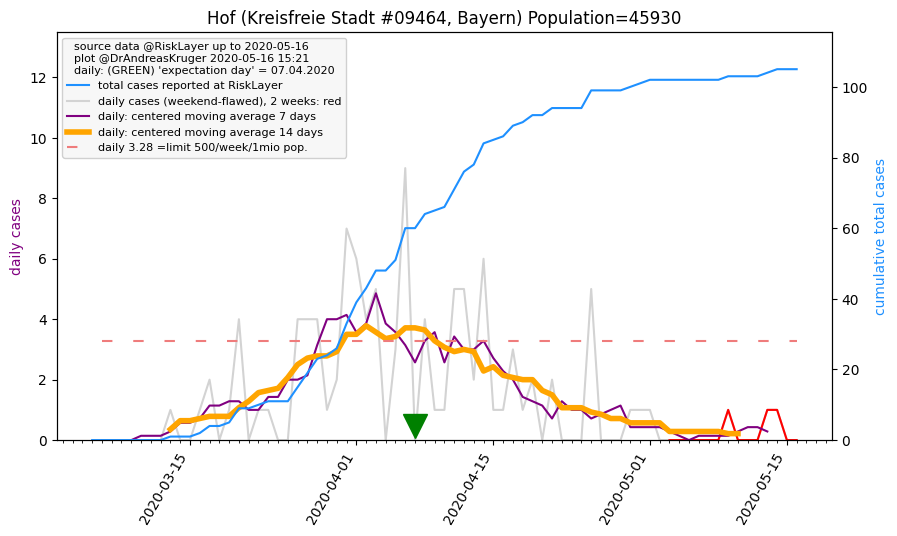 Hof (Kreisfreie Stadt #09464, Bayern) Population=45930
source data @RiskLayer up to 2020-05-16
plot @DrAndreasKruger 2020-05-16 15:21
daily: (GREEN) 'expectation day' = 07.04.2020
total cases reported at RiskLayer
daily cases (weekend-flawed), 2 weeks: red
daily: centered moving average 7 days
daily: centered moving average 14 days
daily 3.28 =limit 500/week/1mio pop.
daily cases
12
10
8
6
4
2
0
100
80
60
40
20
0
cumulative total cases
2020-03-15
2020-04-01
2020-04-15
2020-05-01
2020-05-15